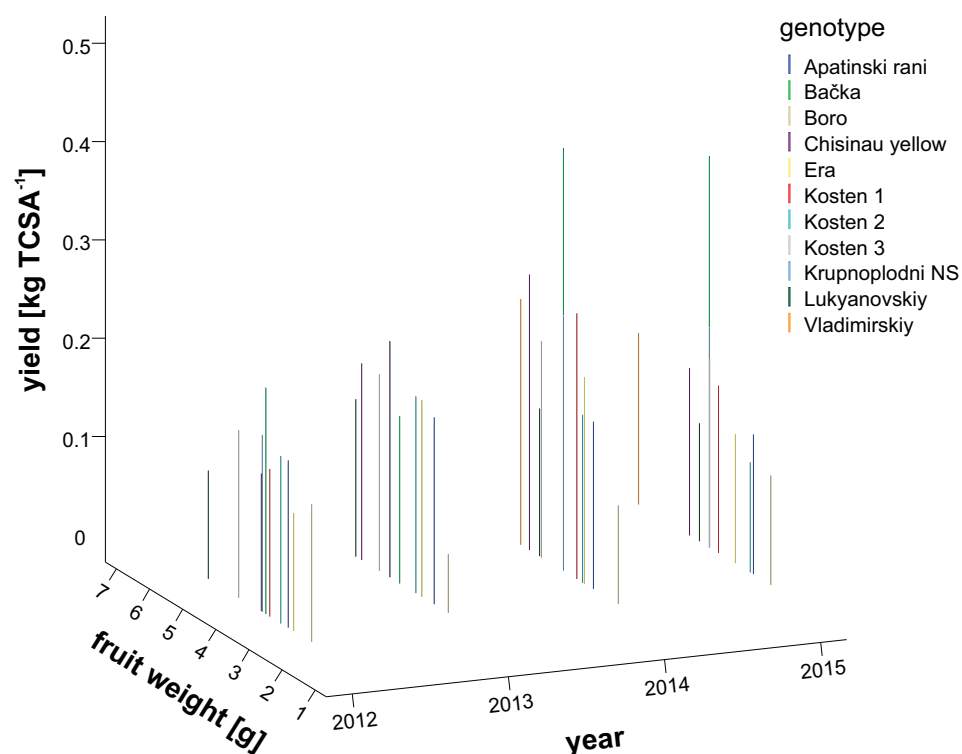 genotype
Apatinski rani
Bačka
Boro
Chisinau yellow
Era
Kosten 1
Kosten 2
Kosten 3
Krupnoplodni NS
Lukyanovskiy
Vladimirskiy
yield [kg TCSA⁻¹]
0.5
0.4
0.3
0.2
0.1
0
7
6
5
4
3
2
1
fruit weight [g]
2012
2013
2014
2015
year